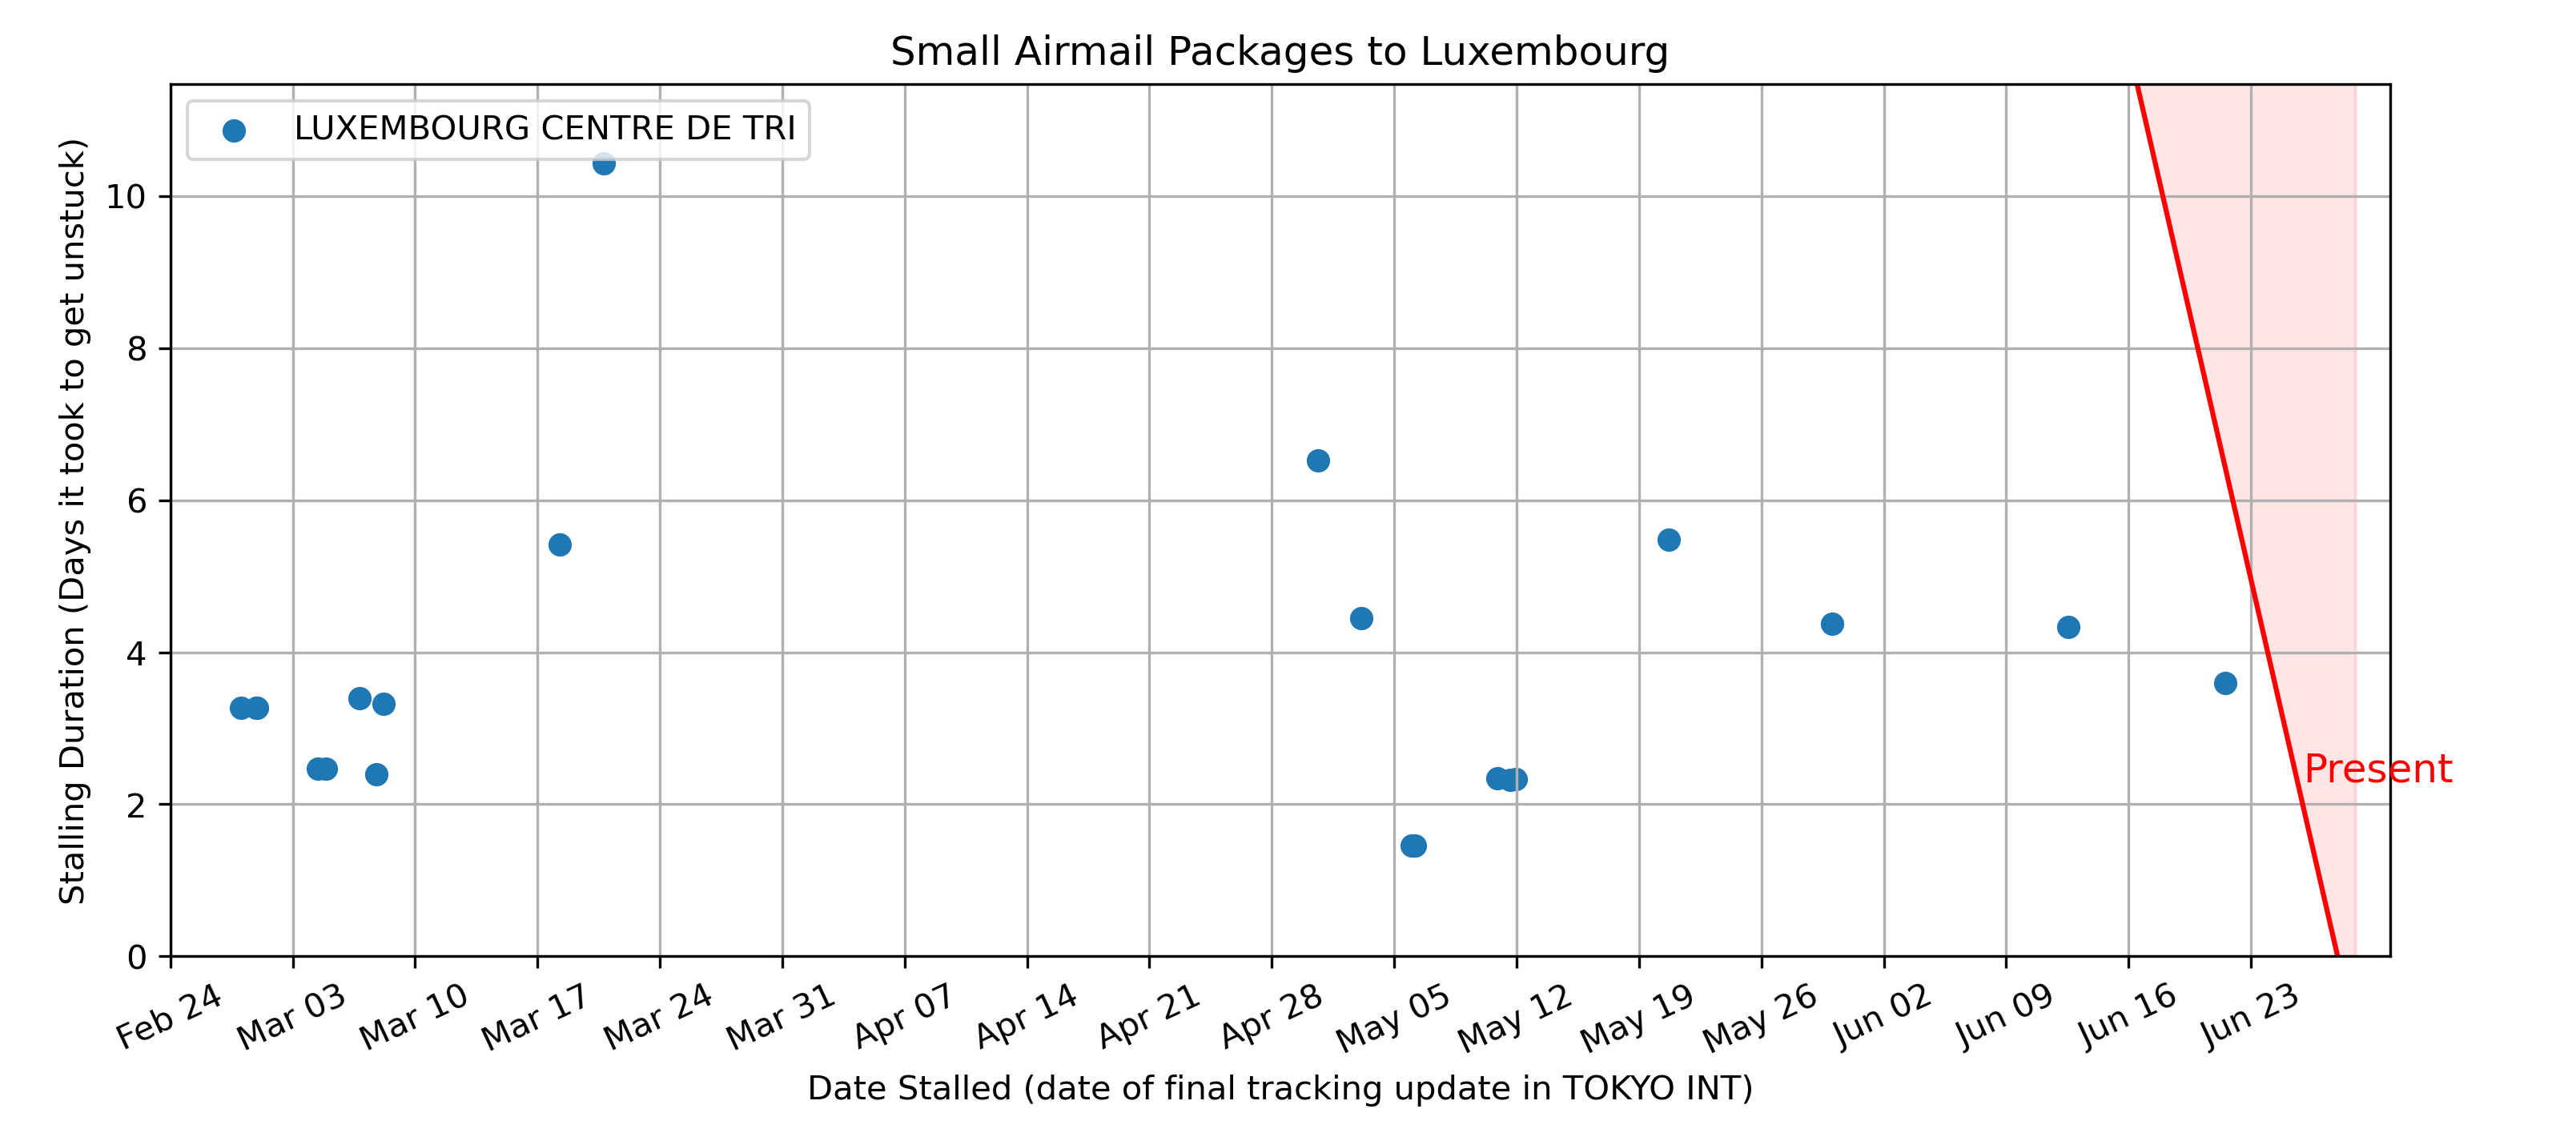 Small Airmail Packages to Luxembourg
LUXEMBOURG CENTRE DE TRI
Stalling Duration (Days it took to get unstuck)
10
8
6
4
2
0
Present
Feb 24
Mar 03
Mar 10
Mar 17
Mar 24
Mar 31
Apr 07
Apr 14
Apr 21
Apr 28
May 05
May 12
May 19
May 26
Jun 02
Jun 09
Jun 16
Jun 23
Date Stalled (date of final tracking update in TOKYO INT)